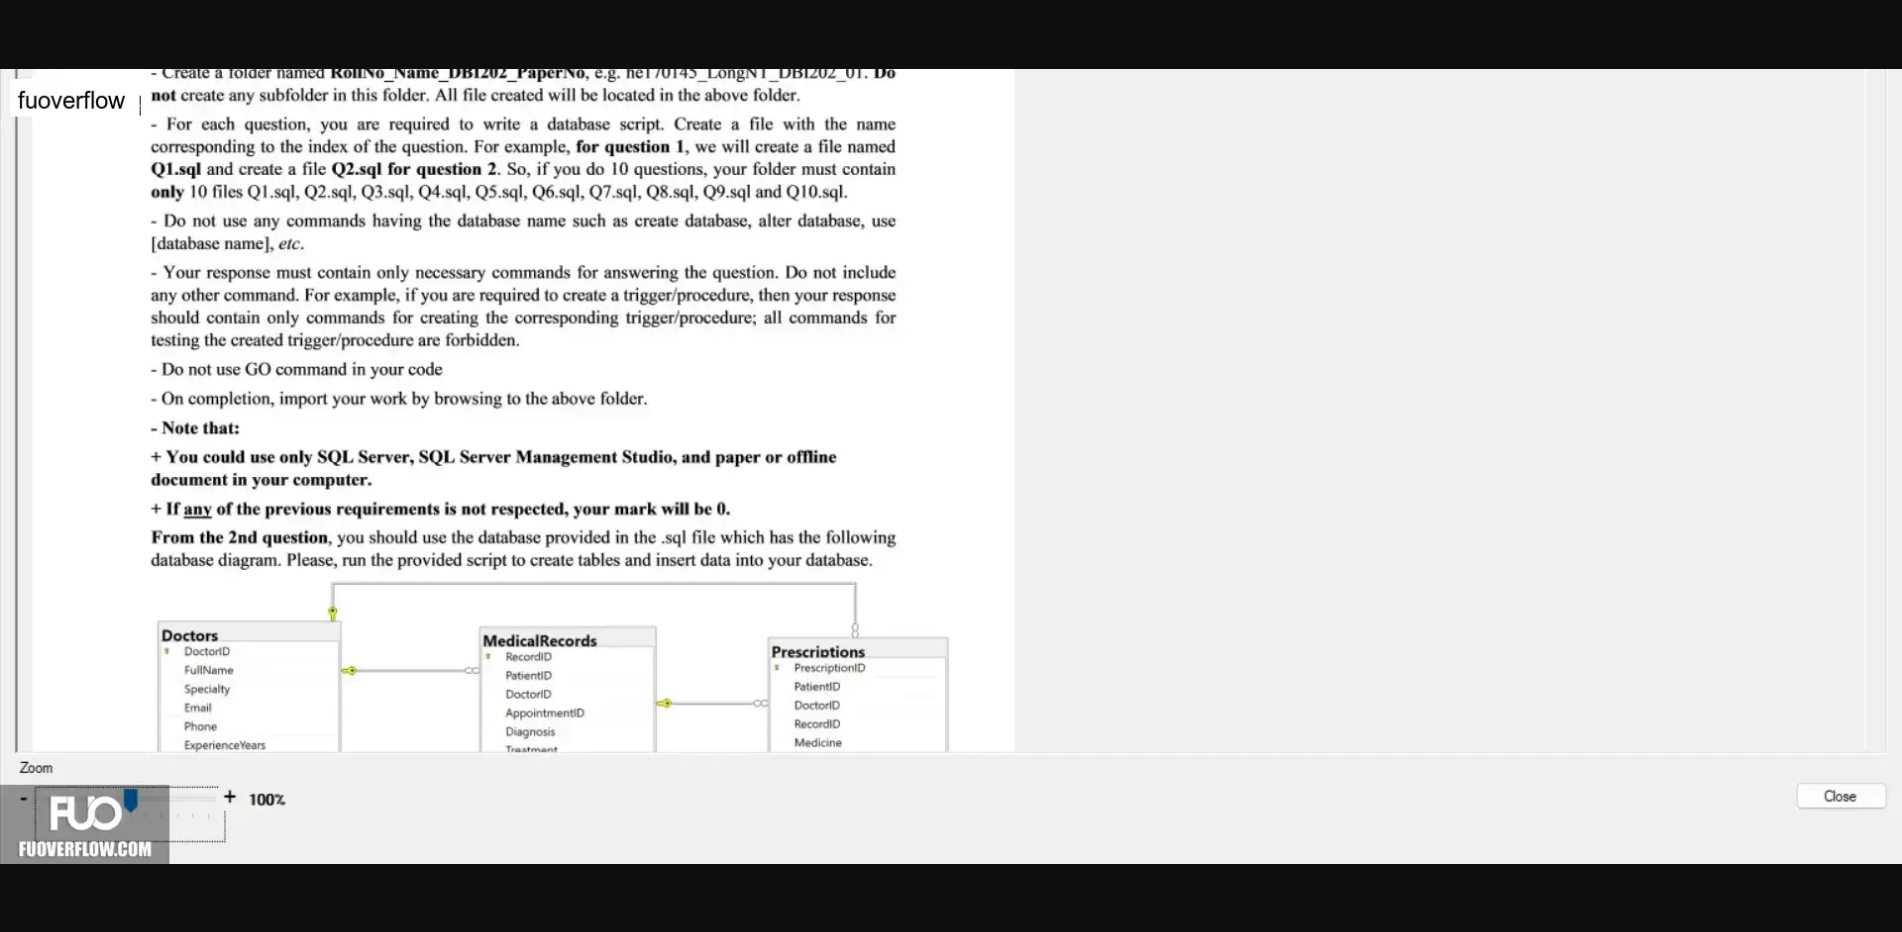 - Create a folder named RollNo_Name_DBI202_PaperNo, e.g. he170145_LongNT_DBI202_01. Do
fuoverflow
not create any subfolder in this folder. All file created will be located in the above folder.
- For each question, you are required to write a database script. Create a file with the name
corresponding to the index of the question. For example, for question 1, we will create a file named
Q1.sql and create a file Q2.sql for question 2. So, if you do 10 questions, your folder must contain
only 10 files Q1.sql, Q2.sql, Q3.sql, Q4.sql, Q5.sql, Q6.sql, Q7.sql, Q8.sql, Q9.sql and Q10.sql.
- Do not use any commands having the database name such as create database, alter database, use
[database name], etc.
- Your response must contain only necessary commands for answering the question. Do not include
any other command. For example, if you are required to create a trigger/procedure, then your response
should contain only commands for creating the corresponding trigger/procedure; all commands for
testing the created trigger/procedure are forbidden.
- Do not use GO command in your code
- On completion, import your work by browsing to the above folder.
- Note that:
+ You could use only SQL Server, SQL Server Management Studio, and paper or offline
document in your computer.
+ If any of the previous requirements is not respected, your mark will be 0.
From the 2nd question, you should use the database provided in the .sql file which has the following
database diagram. Please, run the provided script to create tables and insert data into your database.
Doctors
DoctorID
FullName
Specialty
Email
Phone
ExperienceYears
MedicalRecords
RecordID
PatientID
DoctorID
AppointmentID
Diagnosis
Treatment
Prescriptions
PrescriptionID
PatientID
DoctorID
RecordID
Medicine
Zoom
- + 100%
Close
FUO
FUOVERFLOW.COM